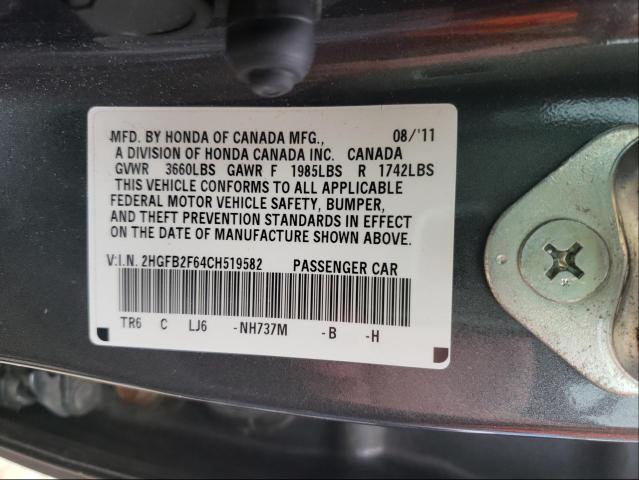 MFD. BY HONDA OF CANADA MFG., 08/'11
A DIVISION OF HONDA CANADA INC. CANADA
GVWR 3660LBS GAWR F 1985LBS R 1742LBS
THIS VEHICLE CONFORMS TO ALL APPLICABLE
FEDERAL MOTOR VEHICLE SAFETY, BUMPER,
AND THEFT PREVENTION STANDARDS IN EFFECT
ON THE DATE OF MANUFACTURE SHOWN ABOVE.
V.I.N. 2HGFB2F64CH519582 PASSENGER CAR
TR6 C LJ6 -NH737M -B -H